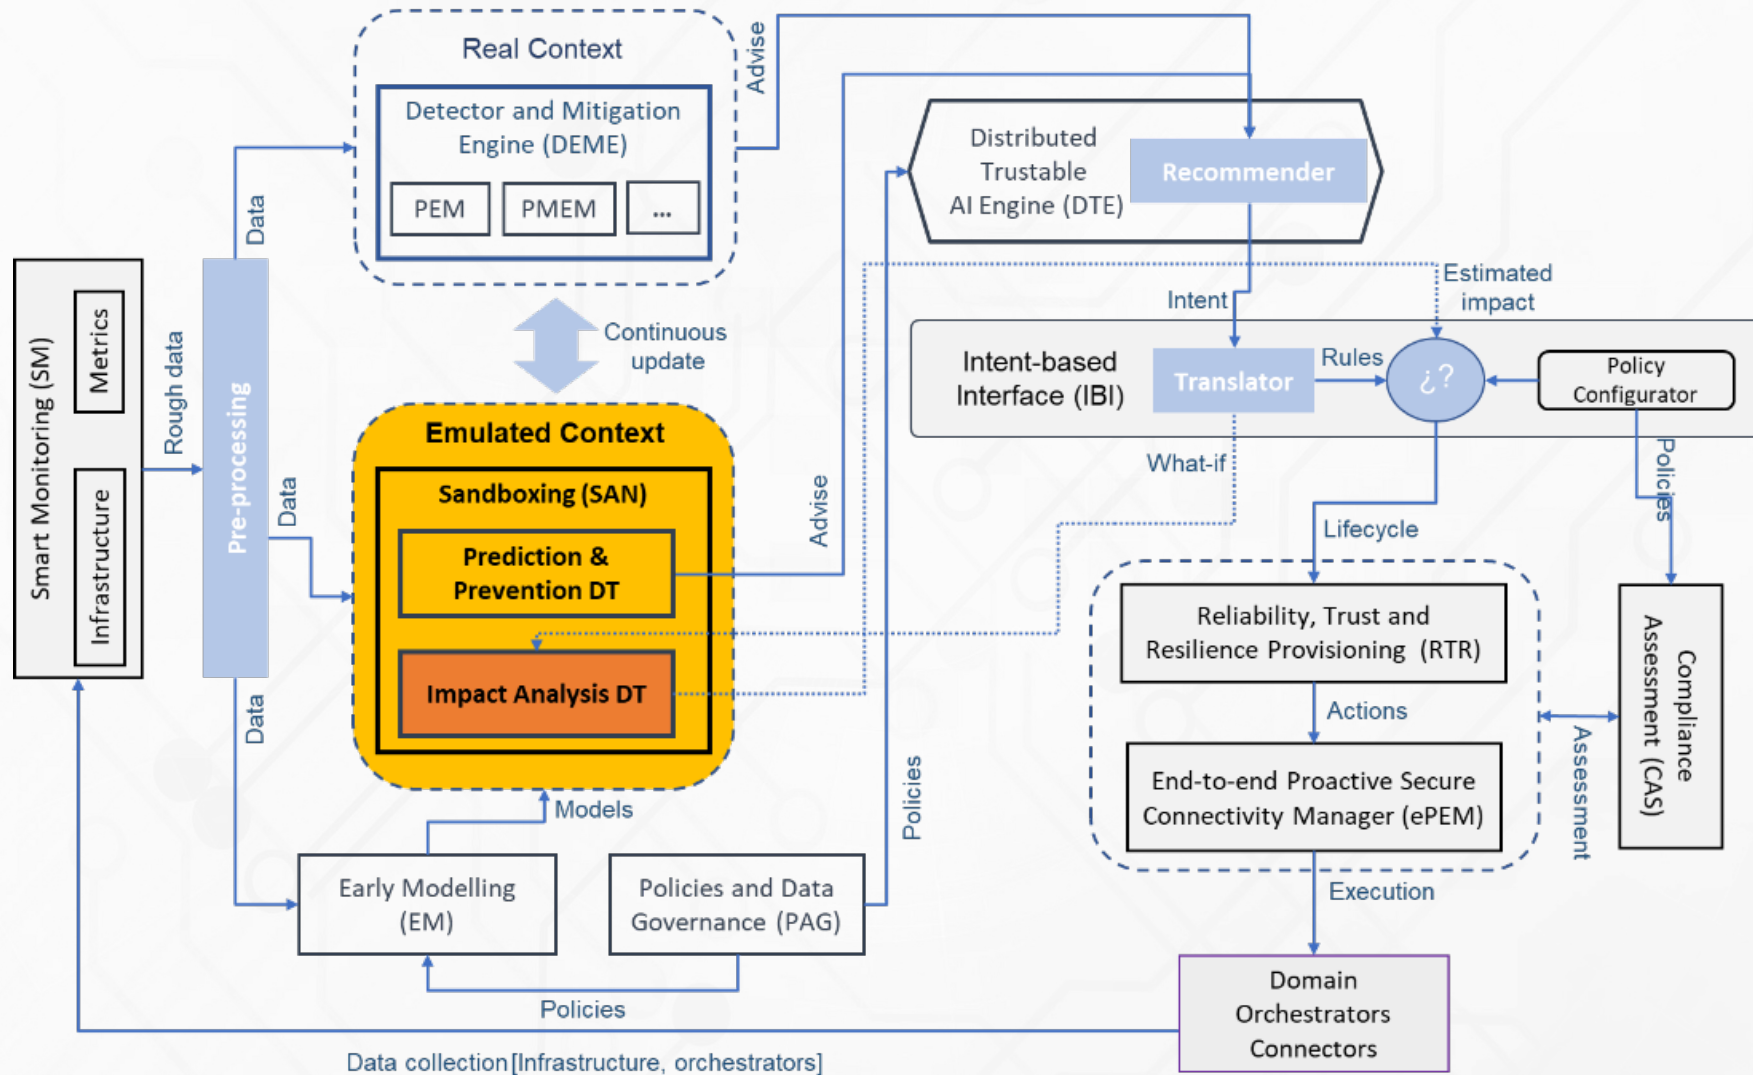 Real Context
Detector and Mitigation
Engine (DEME)
PEM
PMEM
...
Advise
Distributed
Trustable
AI Engine (DTE)
Recommender
Data
Smart Monitoring (SM)
Metrics
Infrastructure
Rough data
Pre-processing
Data
Data
Continuous
update
Emulated Context
Sandboxing (SAN)
Prediction &
Prevention DT
Impact Analysis DT
Advise
Intent
Estimated
impact
Intent-based
Interface (IBI)
Translator
Rules
¿?
Policy
Configurator
What-if
Policies
Lifecycle
Reliability, Trust and
Resilience Provisioning (RTR)
Actions
End-to-end Proactive Secure
Connectivity Manager (ePEM)
Assessment
Compliance
Assessment (CAS)
Execution
Models
Early Modelling
(EM)
Policies and Data
Governance (PAG)
Policies
Policies
Domain
Orchestrators
Connectors
Data collection [Infrastructure, orchestrators]